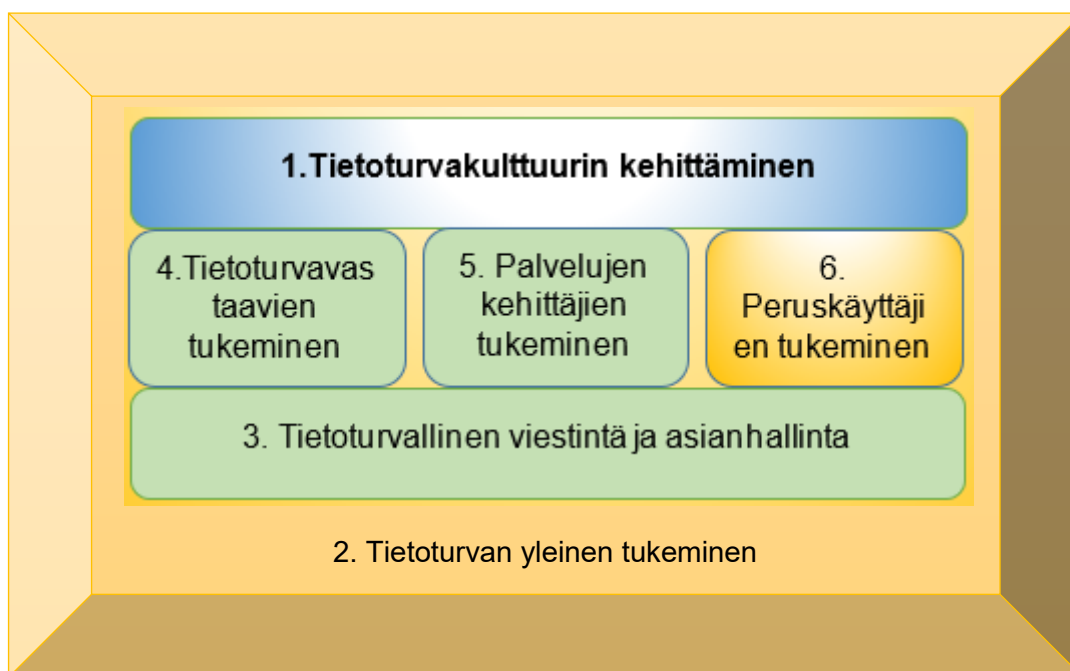 1.Tietoturvakulttuurin kehittäminen
4.Tietoturvavas
taavien
tukeminen
5. Palvelujen
kehittäjien
tukeminen
6.
Peruskäyttäji
en tukeminen
3. Tietoturvallinen viestintä ja asianhallinta
2. Tietoturvan yleinen tukeminen